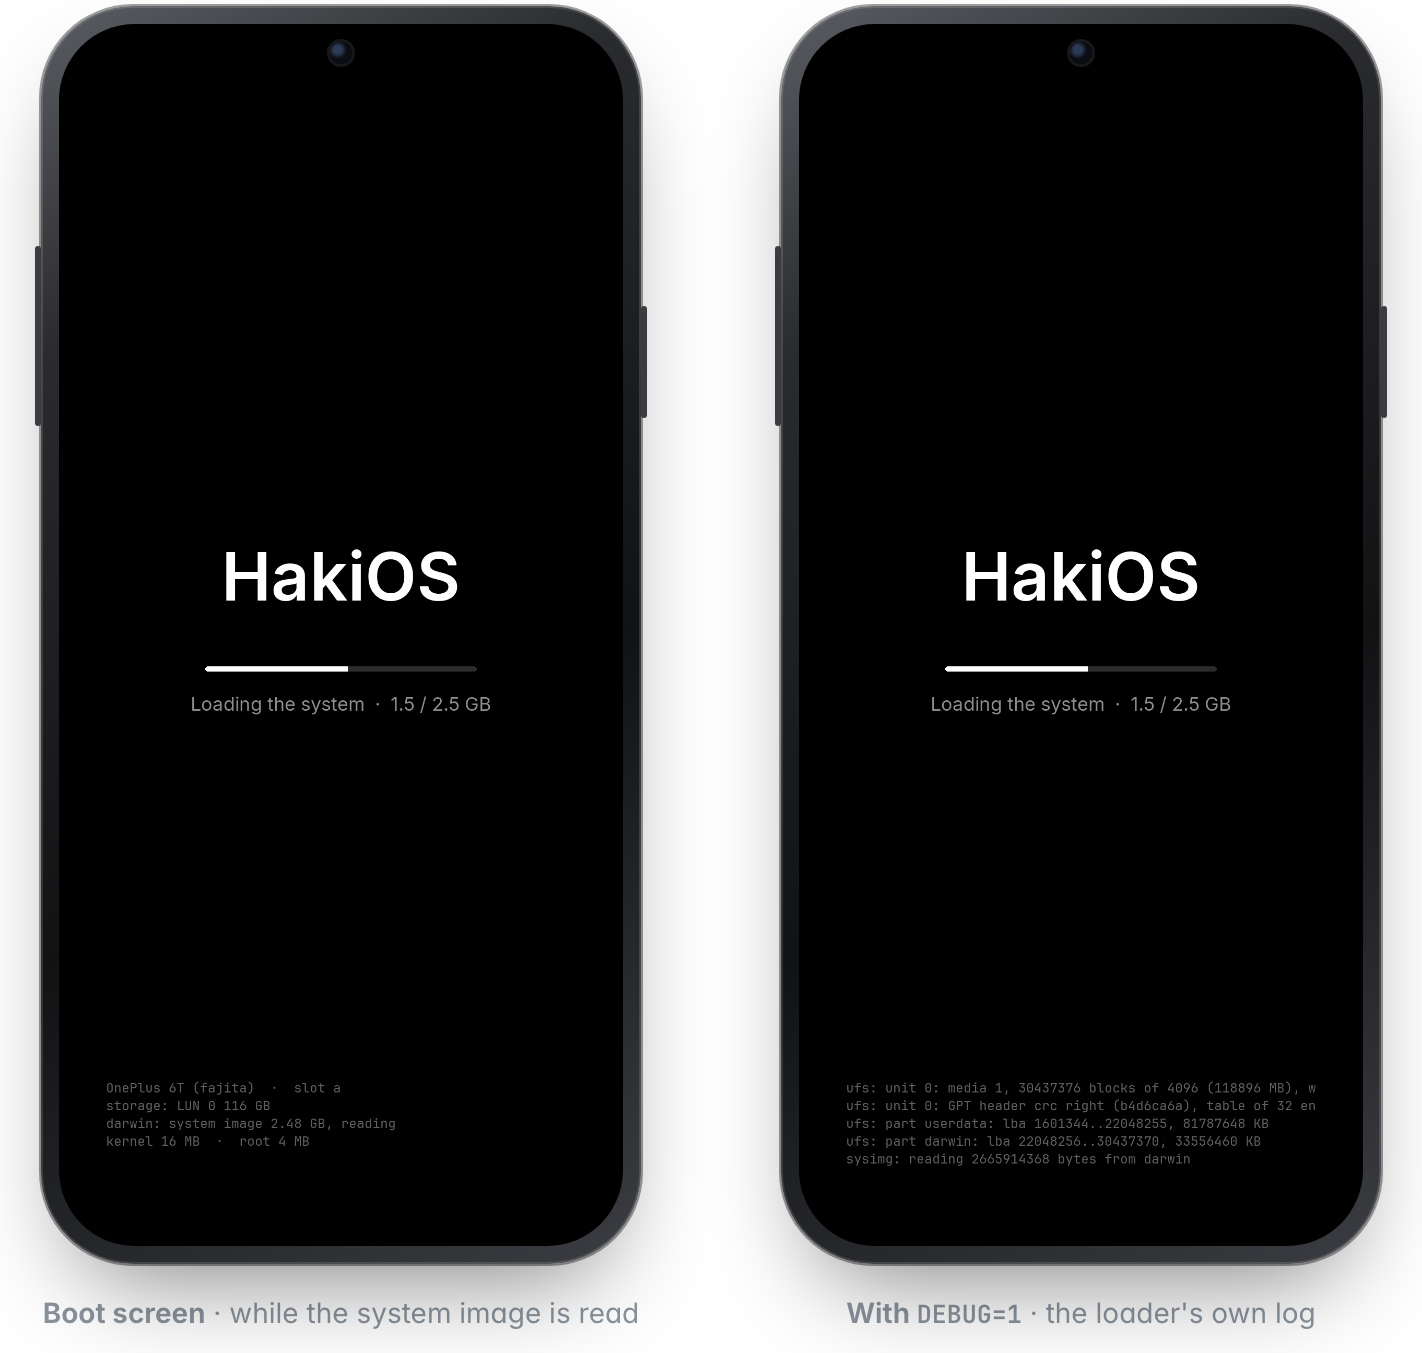 HakiOS
Loading the system · 1.5 / 2.5 GB
OnePlus 6T (fajita) · slot a
storage: LUN 0 116 GB
darwin: system image 2.48 GB, reading
kernel 16 MB · root 4 MB
Boot screen · while the system image is read
HakiOS
Loading the system · 1.5 / 2.5 GB
ufs: unit 0: media 1, 30437376 blocks of 4096 (118896 MB), w
ufs: unit 0: GPT header crc right (b4d6ca6a), table of 32 en
ufs: part userdata: lba 1601344..22048255, 81787648 KB
ufs: part darwin: lba 22048256..30437370, 33556460 KB
sysimg: reading 2665914368 bytes from darwin
With DEBUG=1 · the loader's own log